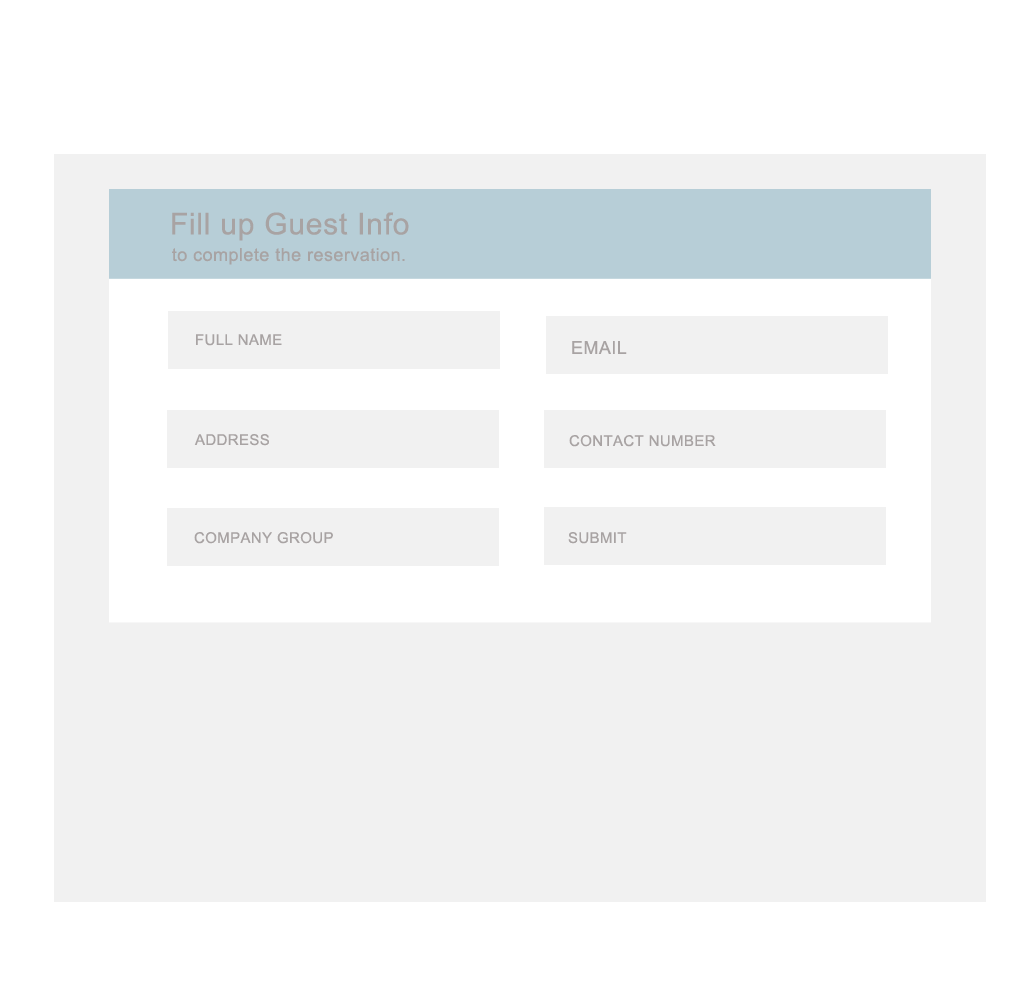 Fill up Guest Info
to complete the reservation.
FULL NAME
EMAIL
ADDRESS
CONTACT NUMBER
COMPANY GROUP
SUBMIT